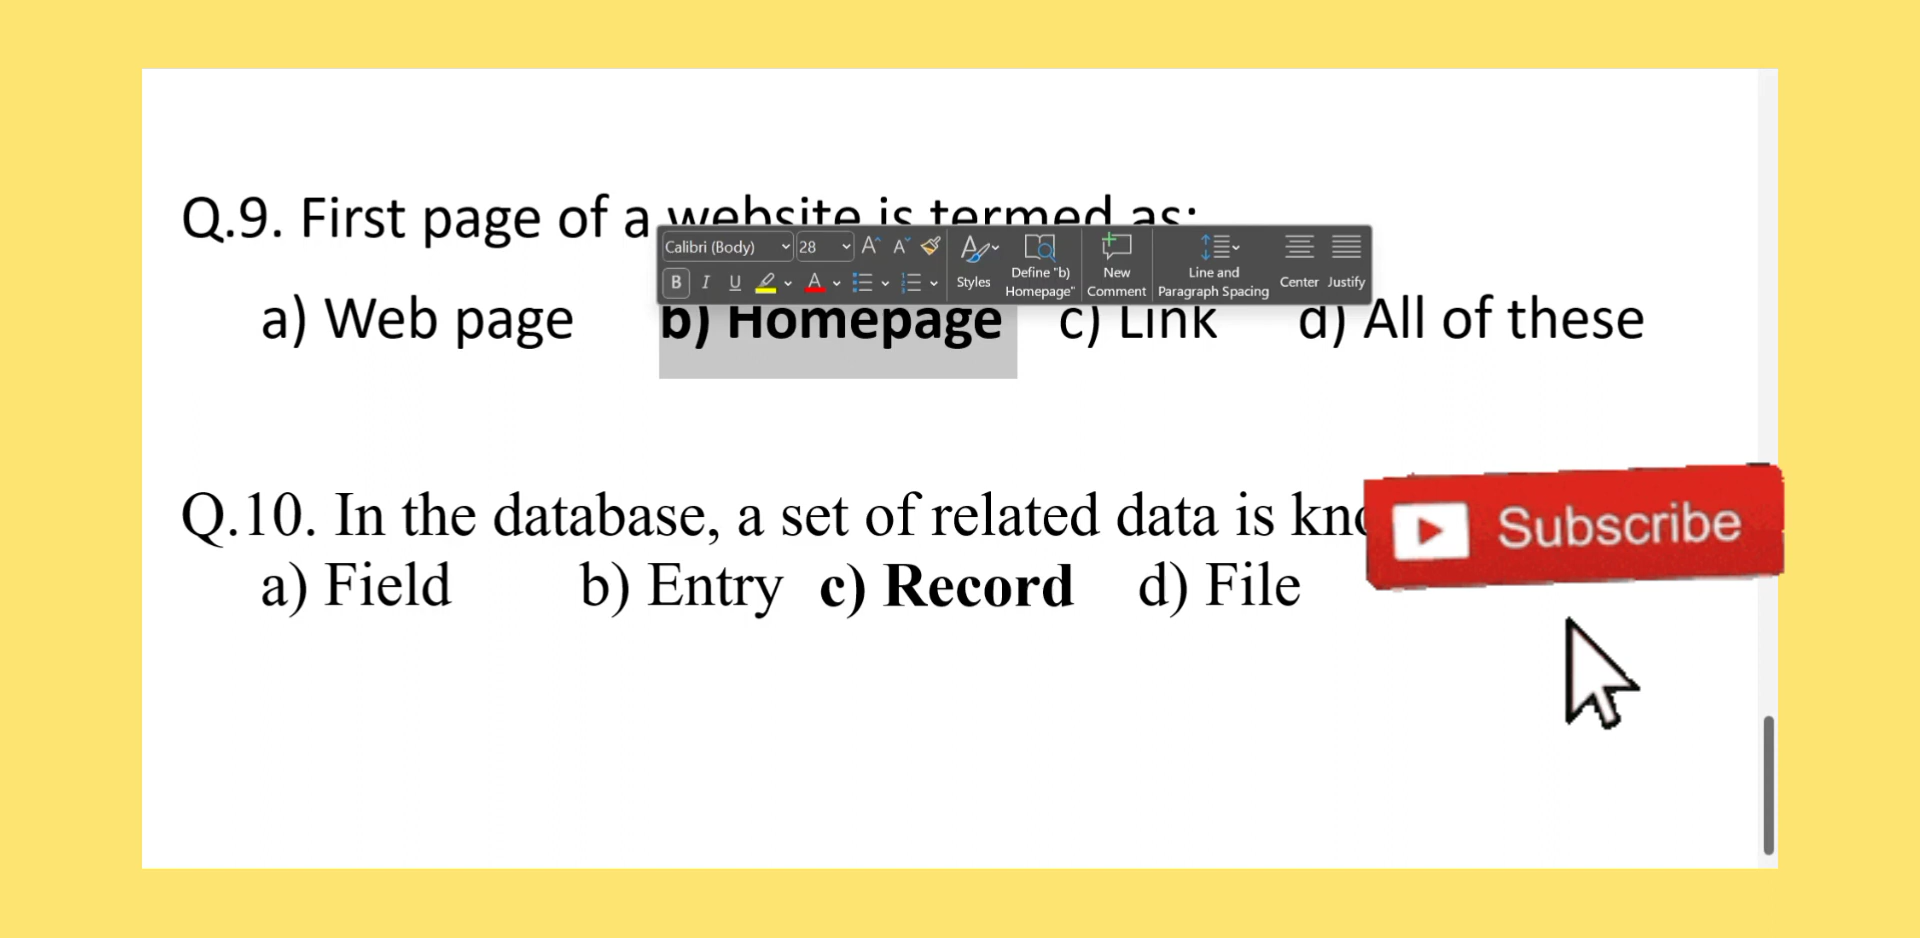 Q.9. First page of a website is termed as:
Calibri (Body) 28
B I U A Styles Define "b) Homepage" New Comment Line and Paragraph Spacing Center Justify
a) Web page b) Homepage c) Link d) All of these
Q.10. In the database, a set of related data is
Subscribe
a) Field b) Entry c) Record d) File